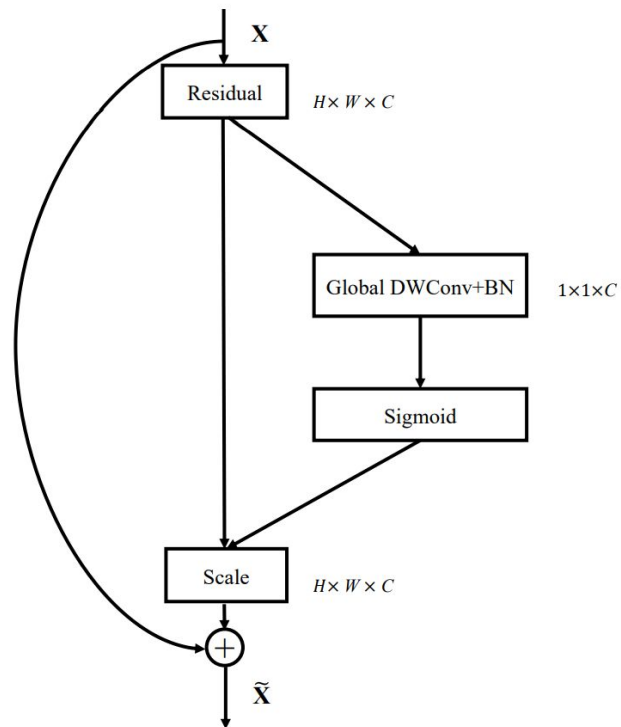 X
Residual
H× W × C
Global DWConv+BN
1×1×C
Sigmoid
Scale
H× W × C
+
X̃